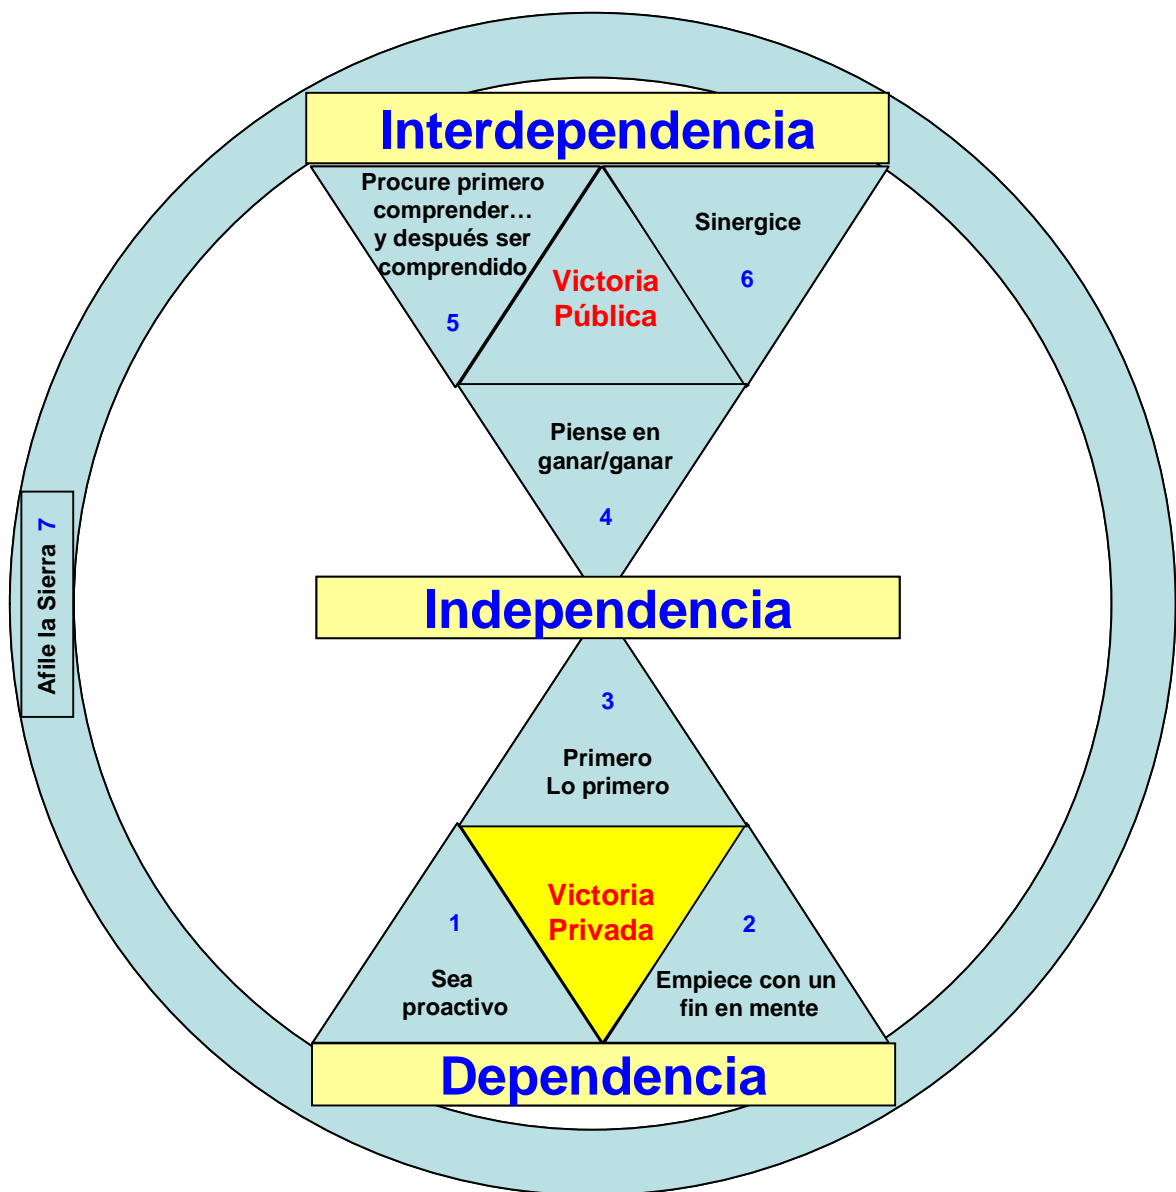 Interdependencia
Procure primero
comprender…
y después ser
comprendido
5
Victoria
Pública
Sinergice
6
Piense en
ganar/ganar
4
Afile la Sierra 7
Independencia
3
Primero
Lo primero
1
Sea
proactivo
Victoria
Privada
2
Empiece con un
fin en mente
Dependencia